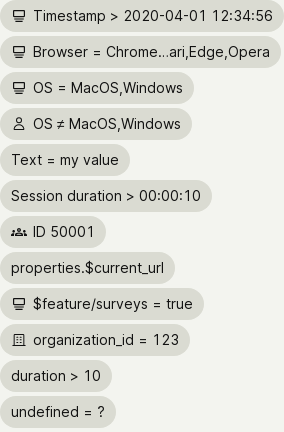 Timestamp > 2020-04-01 12:34:56
Browser = Chrome...ari,Edge,Opera
OS = MacOS,Windows
OS ≠ MacOS,Windows
Text = my value
Session duration > 00:00:10
ID 50001
properties.$current_url
$feature/surveys = true
organization_id = 123
duration > 10
undefined = ?